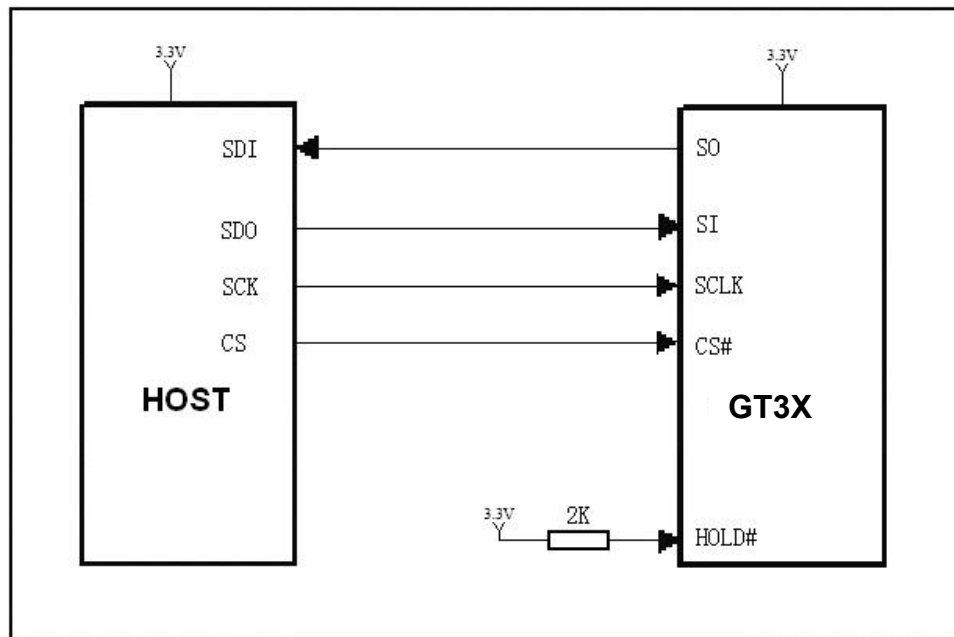 3.3V
3.3V
SDI
SO
SDO
SI
SCK
SCLK
CS
CS#
HOST
GT3X
3.3V
2K
HOLD#